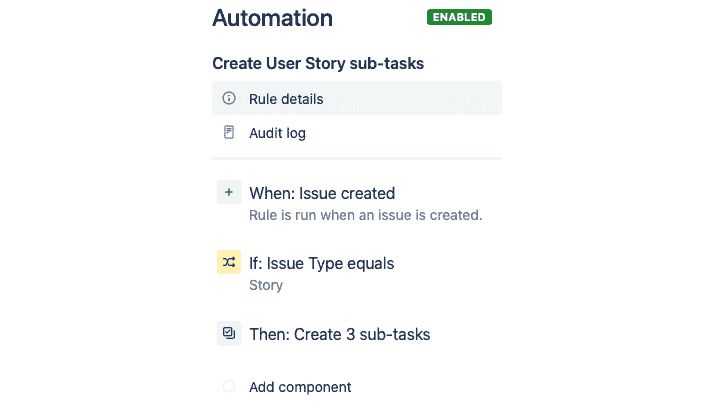 Automation
ENABLED
Create User Story sub-tasks
Rule details
Audit log
When: Issue created
Rule is run when an issue is created.
If: Issue Type equals
Story
Then: Create 3 sub-tasks
Add component